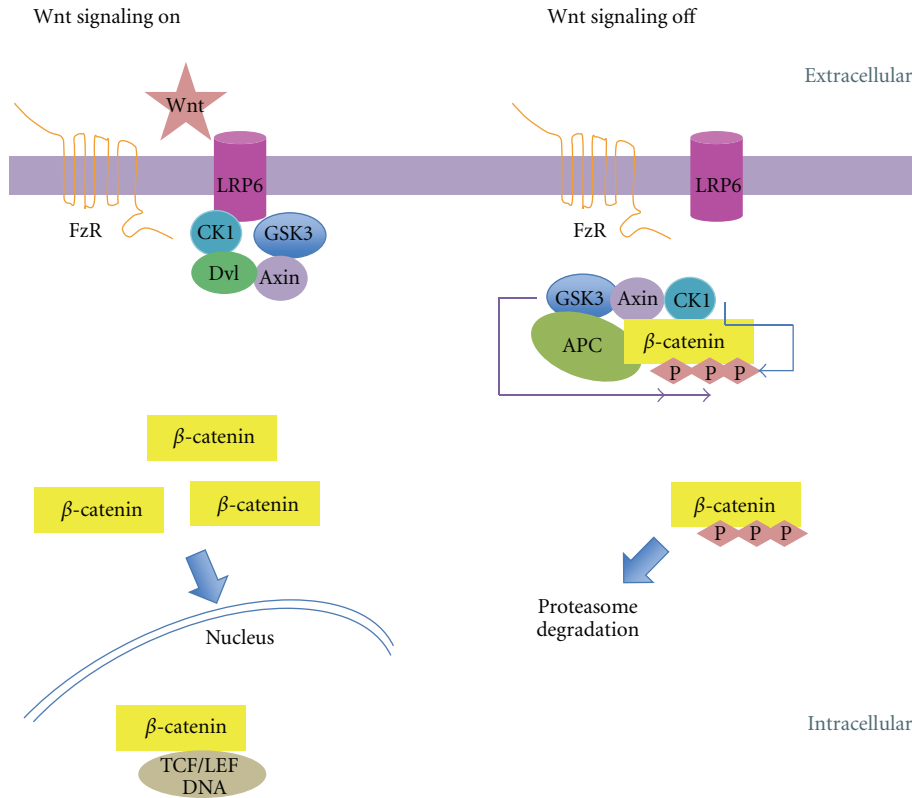 Wnt signaling on
Wnt signaling off
Extracellular
Wnt
LRP6
FzR
CK1
GSK3
Dvl
Axin
LRP6
FzR
GSK3
Axin
CK1
APC
β-catenin
P P P
β-catenin
β-catenin
β-catenin
β-catenin
P P P
Proteasome
degradation
Nucleus
β-catenin
TCF/LEF
DNA
Intracellular